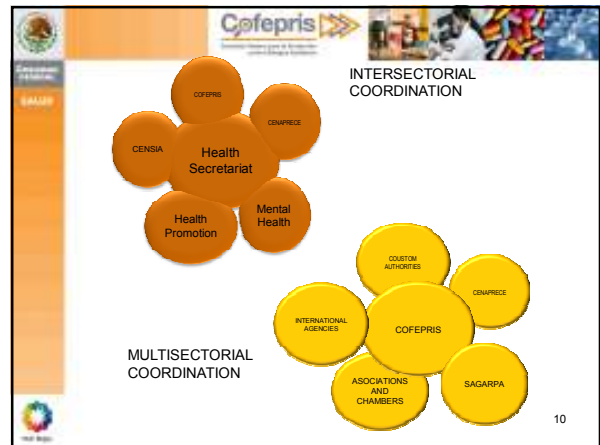 Cofepris
INTERSECTORIAL
COORDINATION
COFEPRIS
CENAPRECE
CENSIA
Health
Secretariat
Health
Promotion
Mental
Health
SALUD
COUSTOM
AUTHORITIES
CENAPRECE
INTERNATIONAL
AGENCIES
COFEPRIS
MULTISECTORIAL
COORDINATION
ASOCIATIONS
AND
CHAMBERS
SAGARPA
10